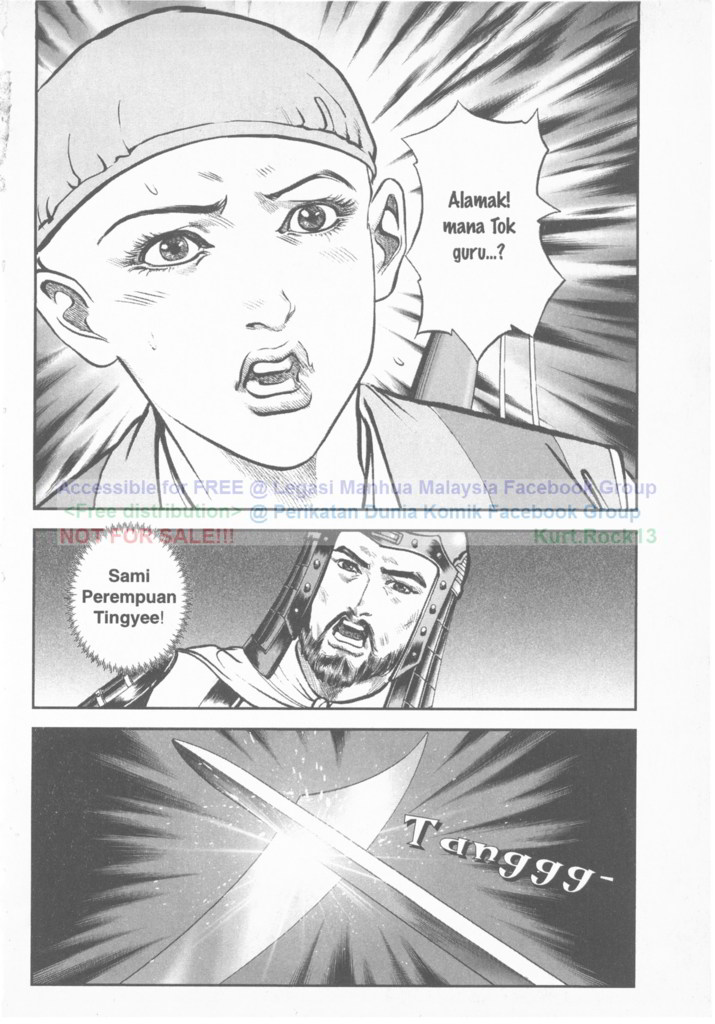 Alamak!
mana Tok
guru...?
Accessible for FREE @ Legasi Manhua Malaysia Facebook Group
<Free distribution> @ Perikatan Dunia Komik Facebook Group
NOT FOR SALE!!! Kurt.Rock13
Sami
Perempuan
Tingyee!
Tanggg-